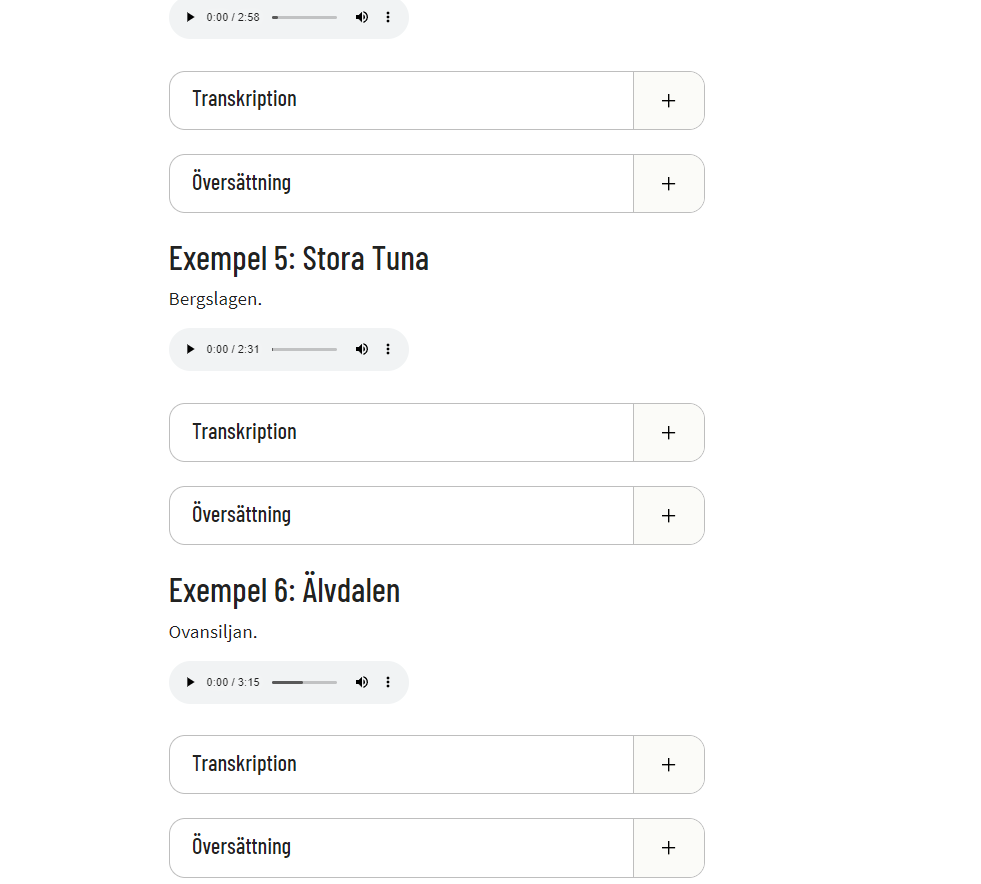 0:00 / 2:58
Transkription
Översättning
Exempel 5: Stora Tuna
Bergslagen.
0:00 / 2:31
Transkription
Översättning
Exempel 6: Älvdalen
Ovansiljan.
0:00 / 3:15
Transkription
Översättning